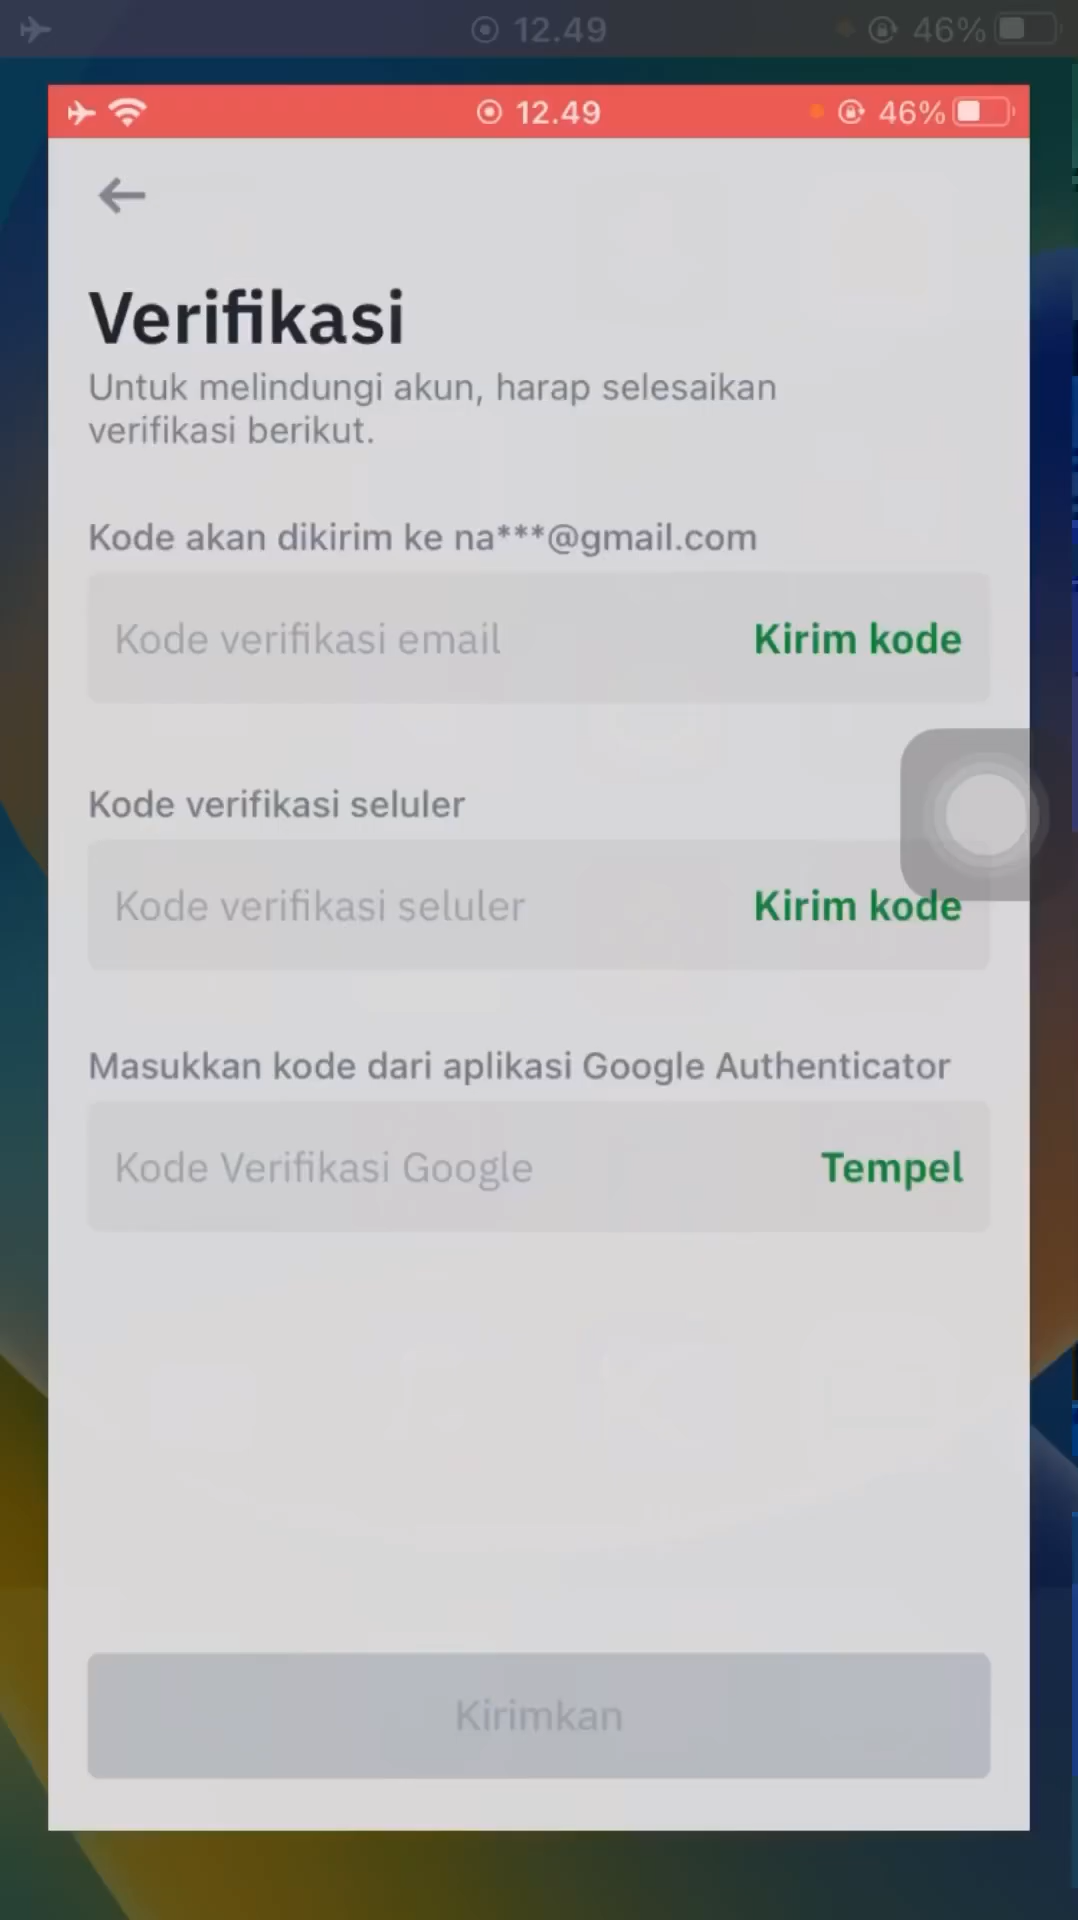 12.49
46%
12.49
46%
Verifikasi
Untuk melindungi akun, harap selesaikan
verifikasi berikut.
Kode akan dikirim ke na***@gmail.com
Kode verifikasi email Kirim kode
Kode verifikasi seluler
Kode verifikasi seluler Kirim kode
Masukkan kode dari aplikasi Google Authenticator
Kode Verifikasi Google Tempel
Kirimkan